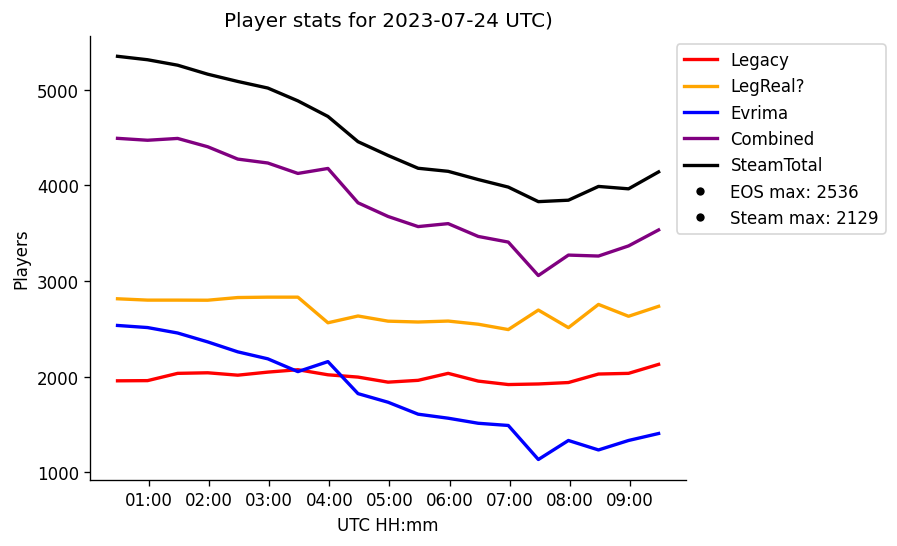 Player stats for 2023-07-24 UTC)
Legacy
LegReal?
Evrima
Combined
SteamTotal
EOS max: 2536
Steam max: 2129
Players
5000
4000
3000
2000
1000
01:00 02:00 03:00 04:00 05:00 06:00 07:00 08:00 09:00
UTC HH:mm